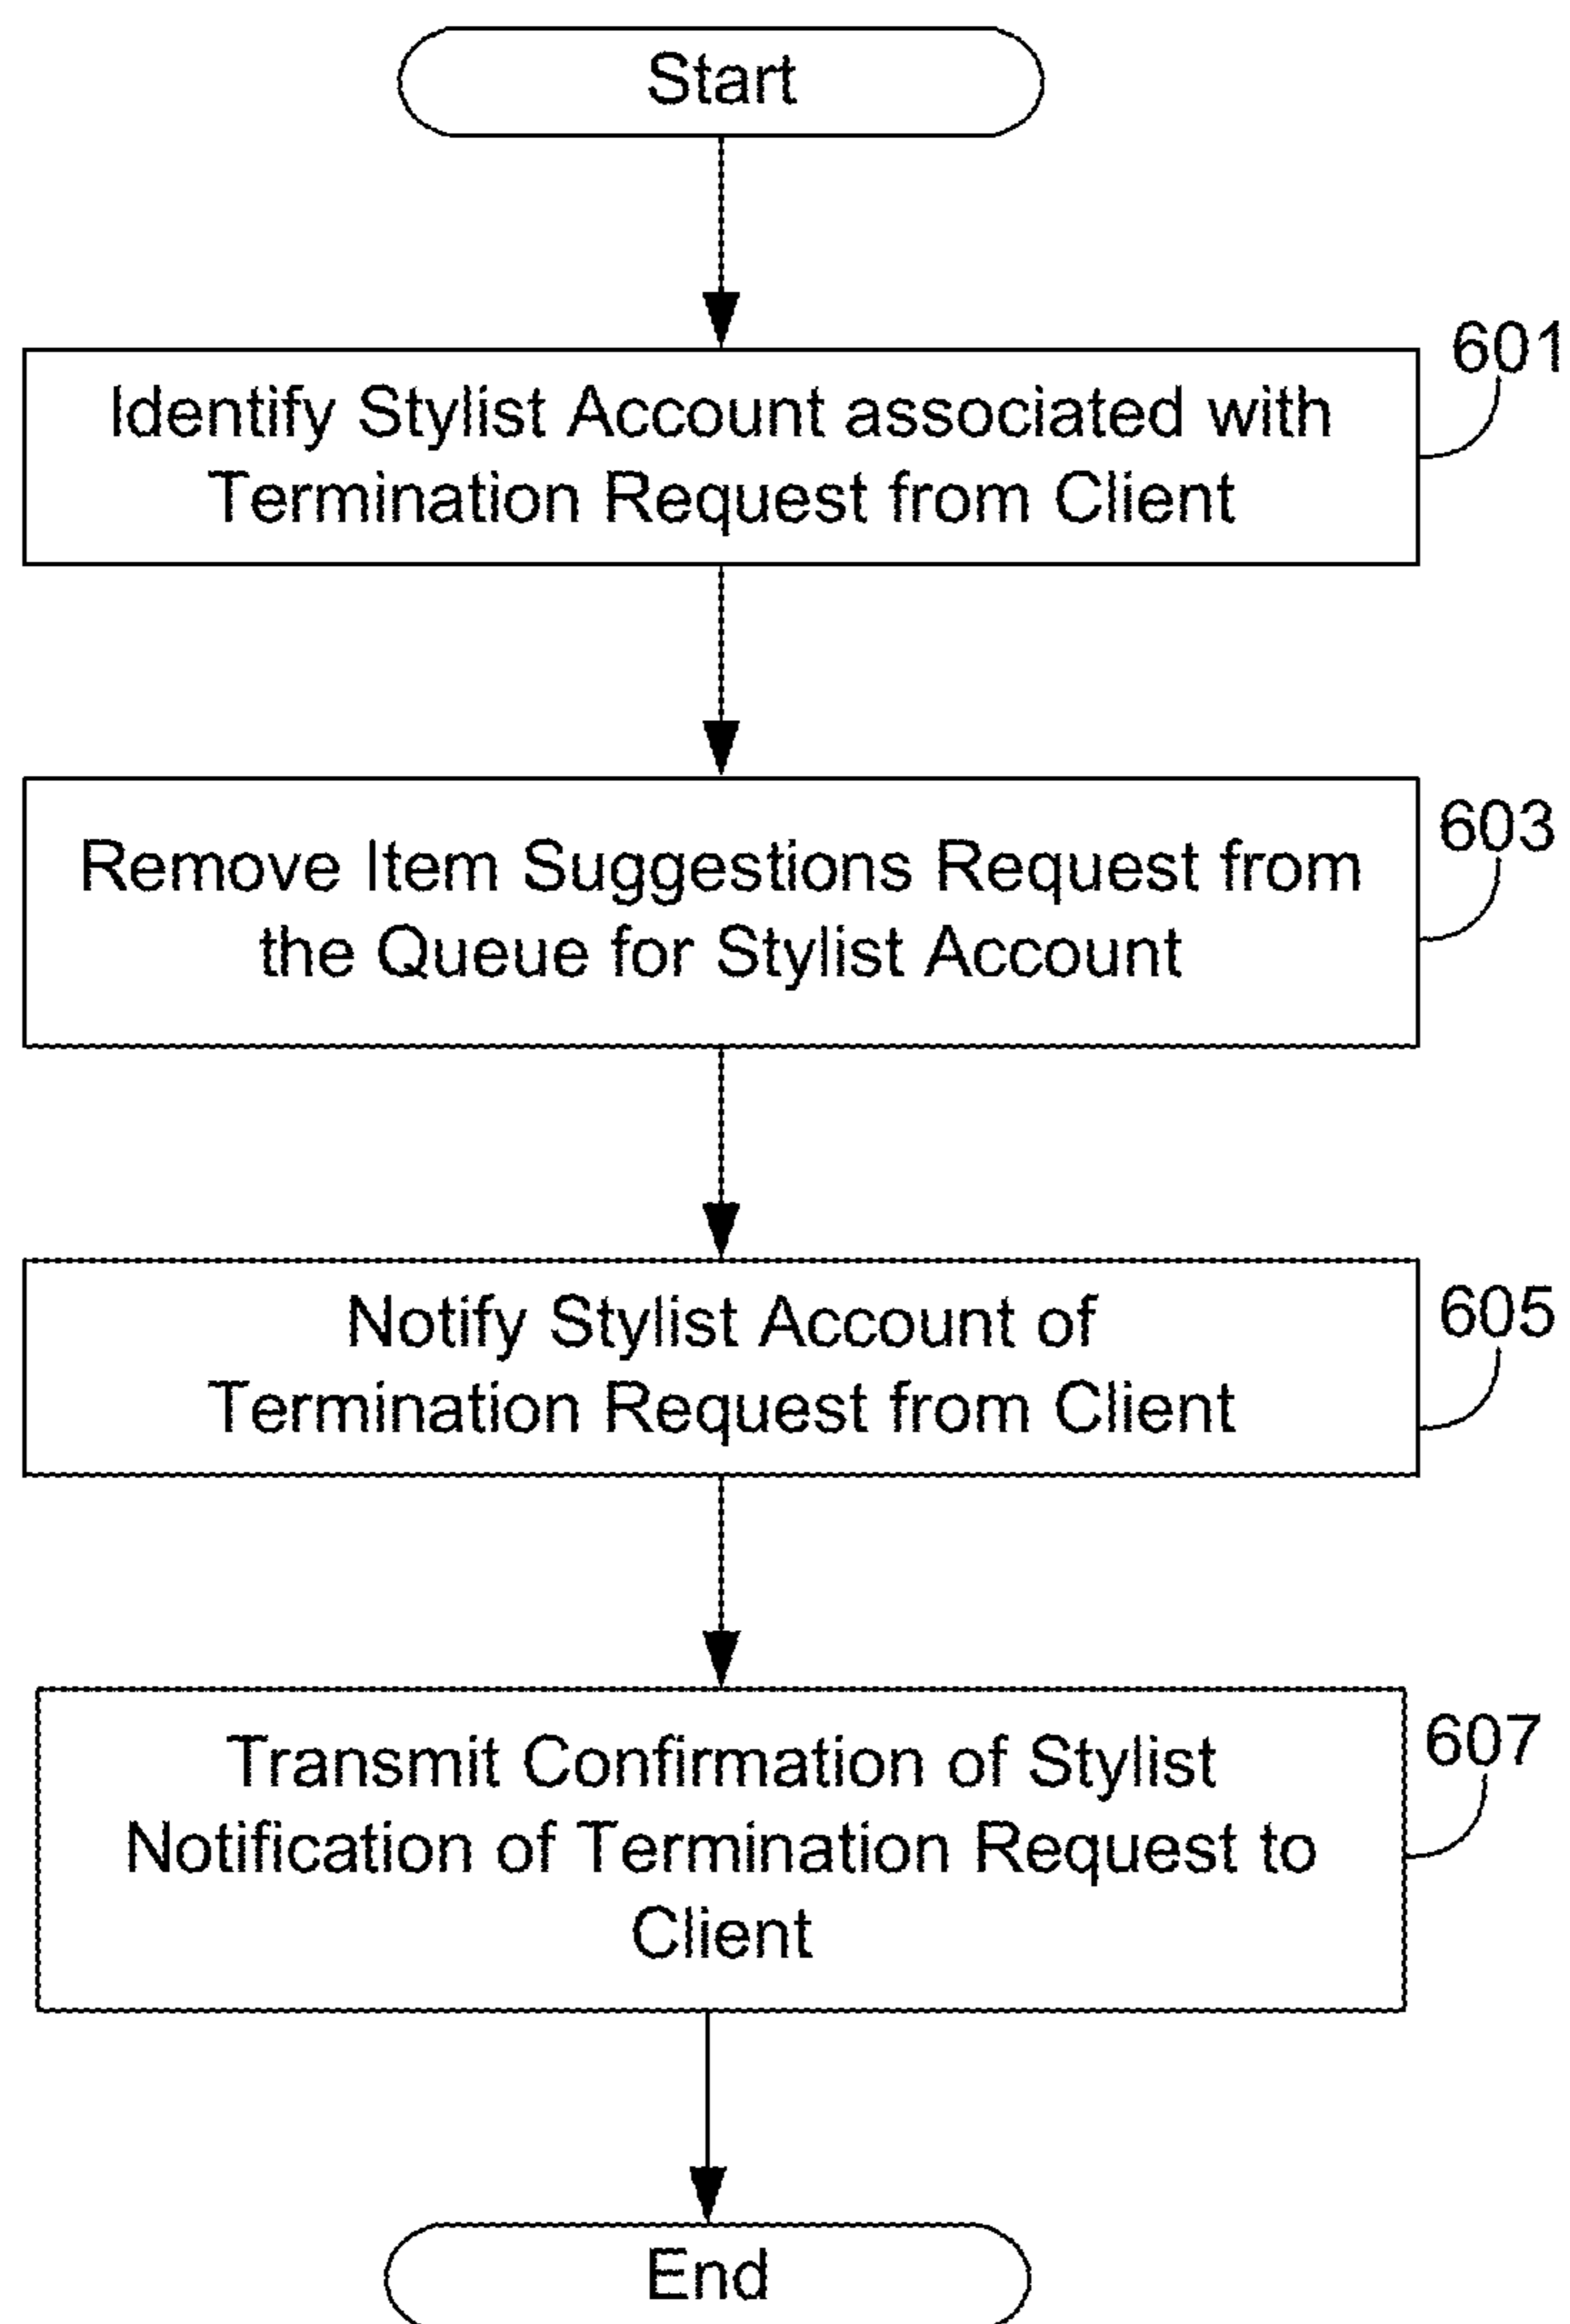 Start
601
Identify Stylist Account associated with
Termination Request from Client
603
Remove Item Suggestions Request from
the Queue for Stylist Account
605
Notify Stylist Account of
Termination Request from Client
607
Transmit Confirmation of Stylist
Notification of Termination Request to
Client
End